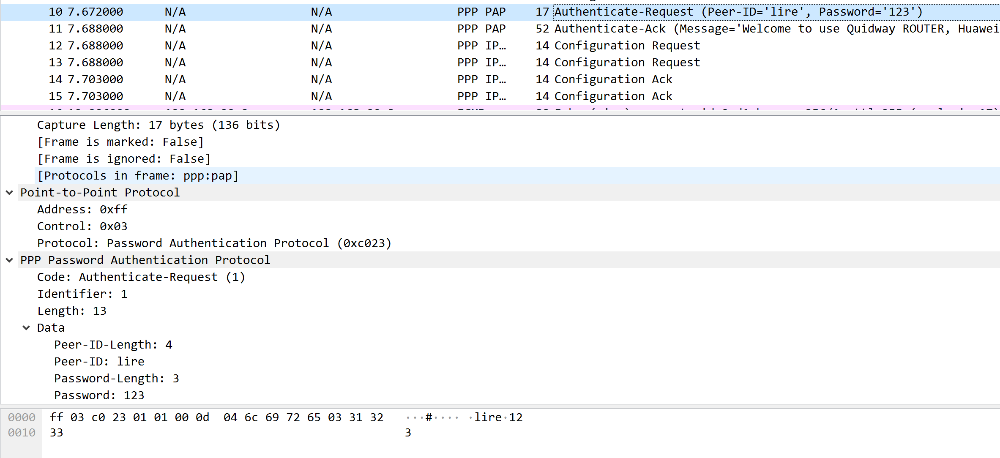 10 7.672000 N/A N/A PPP PAP 17 Authenticate-Request (Peer-ID='lire', Password='123')
11 7.688000 N/A N/A PPP PAP 52 Authenticate-Ack (Message='Welcome to use Quidway ROUTER, Huawei
12 7.688000 N/A N/A PPP IP… 14 Configuration Request
13 7.688000 N/A N/A PPP IP… 14 Configuration Request
14 7.703000 N/A N/A PPP IP… 14 Configuration Ack
15 7.703000 N/A N/A PPP IP… 14 Configuration Ack
Capture Length: 17 bytes (136 bits)
[Frame is marked: False]
[Frame is ignored: False]
[Protocols in frame: ppp:pap]
Point-to-Point Protocol
Address: 0xff
Control: 0x03
Protocol: Password Authentication Protocol (0xc023)
PPP Password Authentication Protocol
Code: Authenticate-Request (1)
Identifier: 1
Length: 13
Data
Peer-ID-Length: 4
Peer-ID: lire
Password-Length: 3
Password: 123
0000 ff 03 c0 23 01 01 00 0d 04 6c 69 72 65 03 31 32 ···#···· ·lire·12
0010 33 3